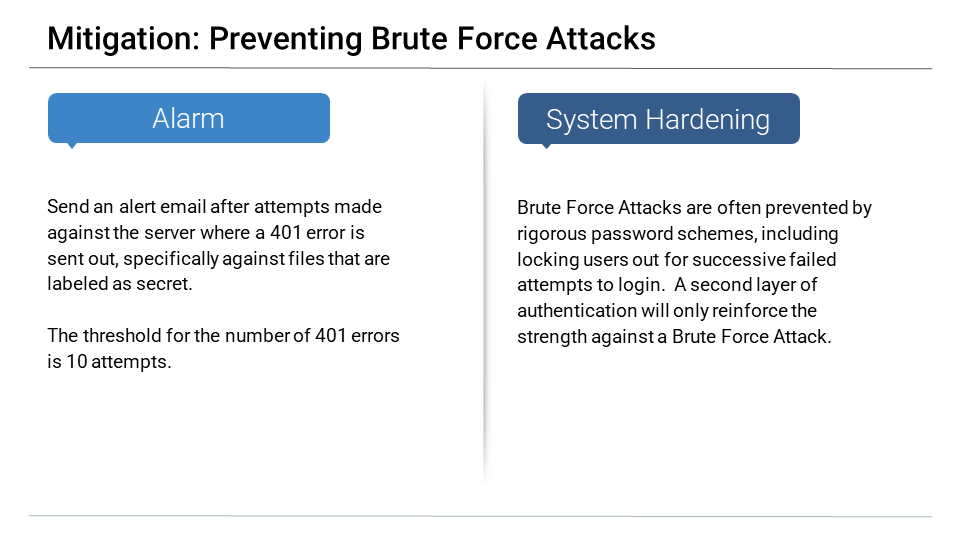 Mitigation: Preventing Brute Force Attacks
Alarm
Send an alert email after attempts made
against the server where a 401 error is
sent out, specifically against files that are
labeled as secret.
The threshold for the number of 401 errors
is 10 attempts.
System Hardening
Brute Force Attacks are often prevented by
rigorous password schemes, including
locking users out for successive failed
attempts to login.  A second layer of
authentication will only reinforce the
strength against a Brute Force Attack.